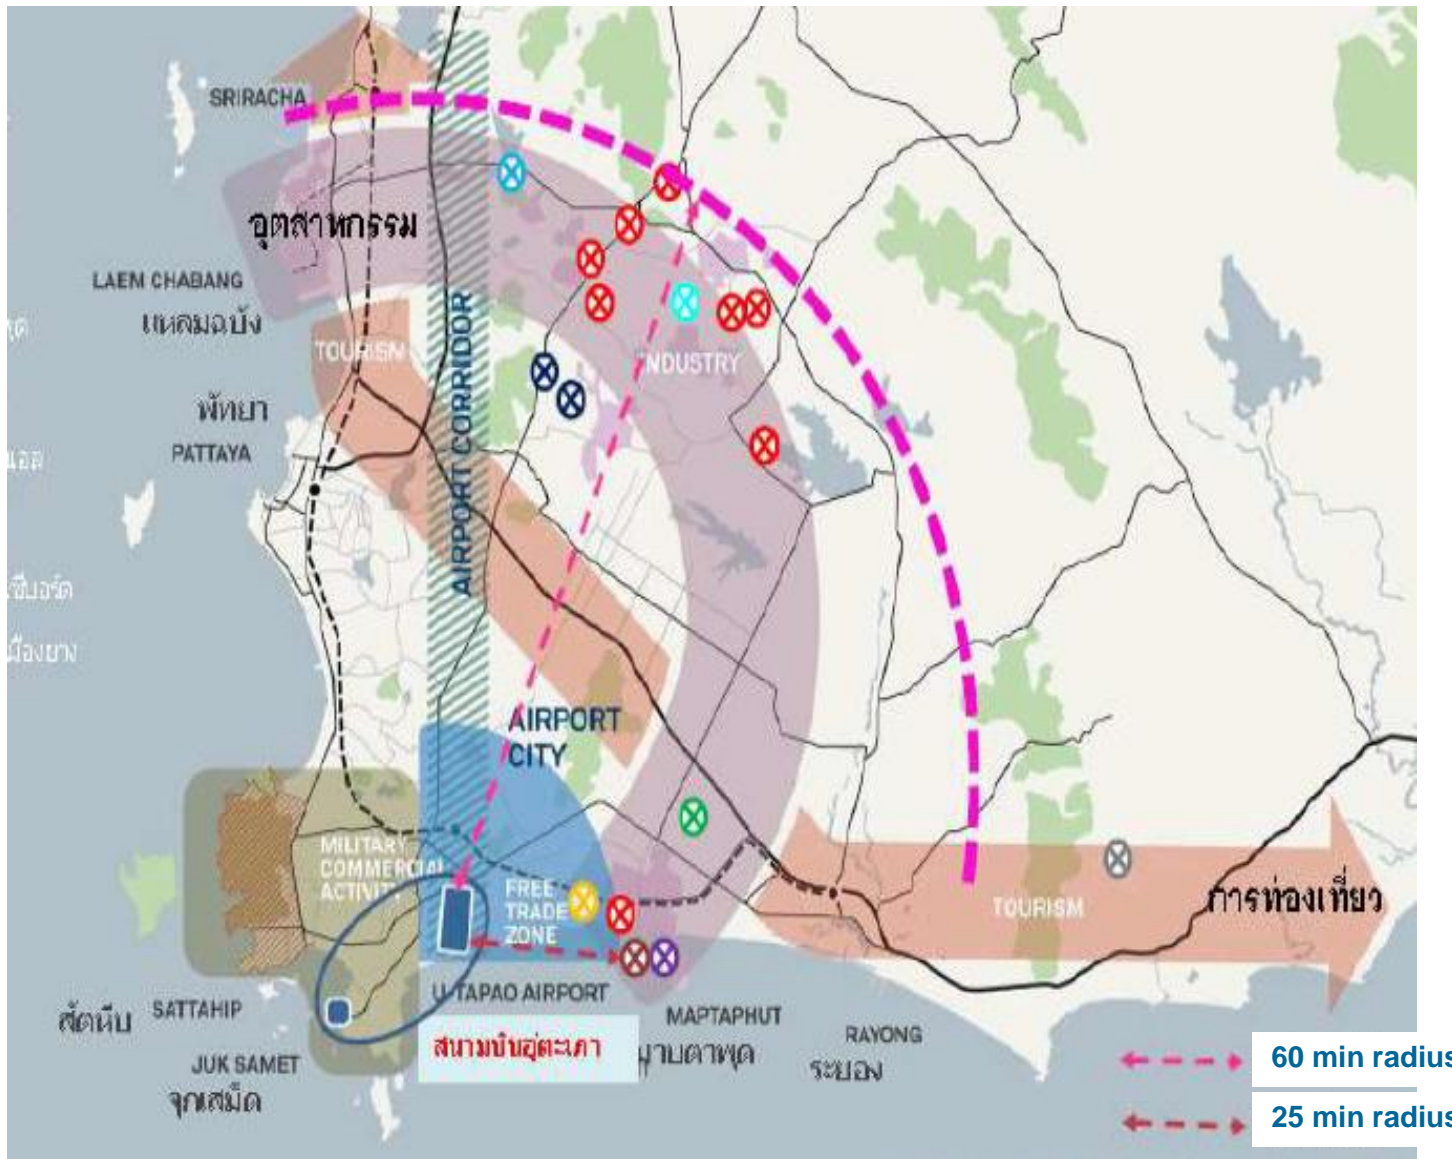 SRIRACHA
อุตสาหกรรม
LAEM CHABANG
แหลมฉบัง
TOURISM
NDUSTRY
AIRPORT CORRIDOR
พัทยา
PATTAYA
AIRPORT
CITY
MILITARY
COMMERCIAL
ACTIVITY
FREE
TRADE
ZONE
TOURISM
การท่องเที่ยว
U TAPAO AIRPORT
สนามบินอู่ตะเภา
SATTAHIP
สัตหีบ
MAPTAPHUT
มาบตาพุด
RAYONG
ระยอง
JUK SAMET
จุกเสม็ด
60 min radius
25 min radius